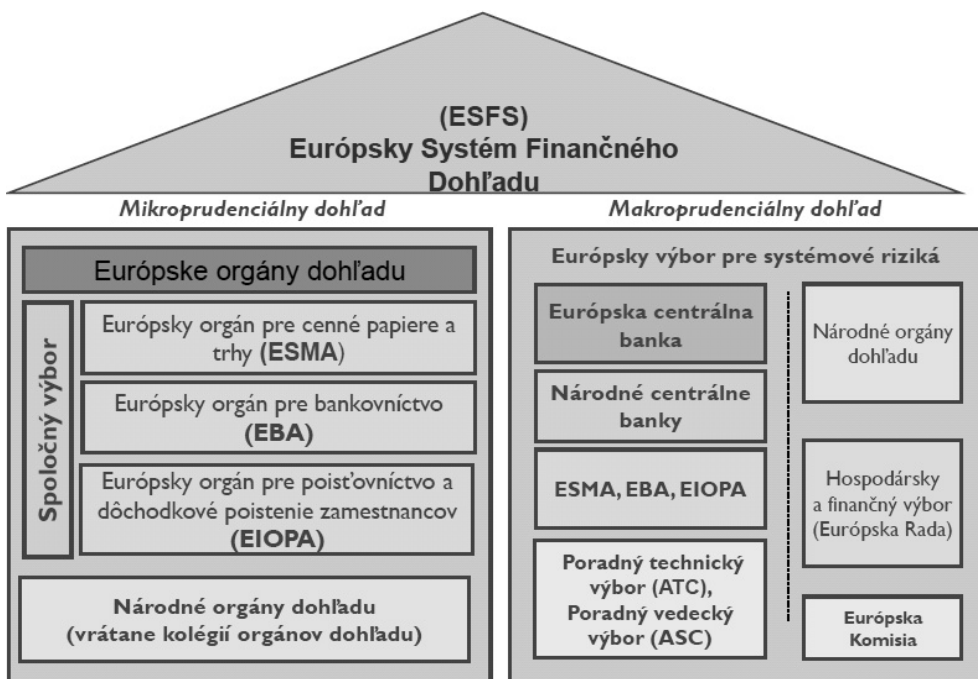 (ESFS)
Európsky Systém Finančného
Dohľadu
Mikroprudenciálny dohľad
Európske orgány dohľadu
Spoločný výbor
Európsky orgán pre cenné papiere a
trhy (ESMA)
Európsky orgán pre bankovníctvo
(EBA)
Európsky orgán pre poisťovníctvo a
dôchodkové poistenie zamestnancov
(EIOPA)
Národné orgány dohľadu
(vrátane kolégií orgánov dohľadu)
Makroprudenciálny dohľad
Európsky výbor pre systémové riziká
Európska centrálna
banka
Národné centrálne
banky
ESMA, EBA, EIOPA
Poradný technický
výbor (ATC),
Poradný vedecký
výbor (ASC)
Národné orgány
dohľadu
Hospodársky
a finančný výbor
(Európska Rada)
Európska
Komisia